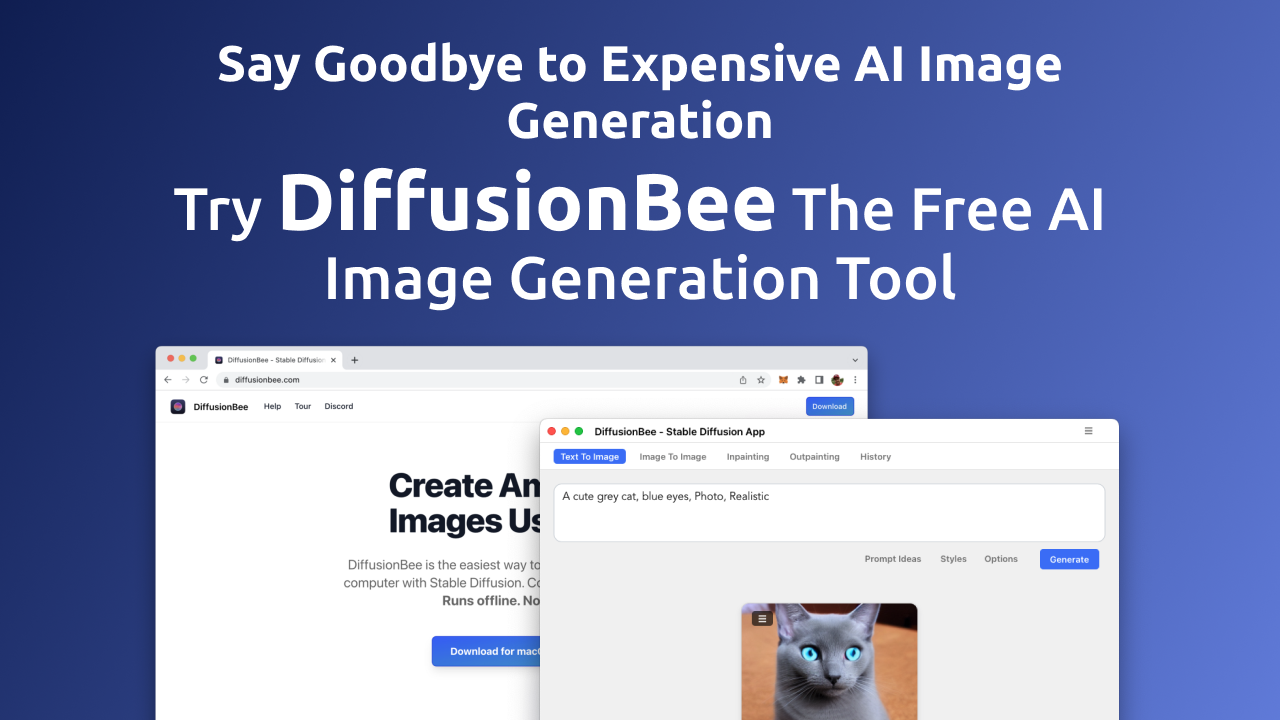 Say Goodbye to Expensive AI Image
Generation
Try DiffusionBee The Free AI
Image Generation Tool
DiffusionBee - Stable Diffusion
diffusionbee.com
DiffusionBee Help Tour Discord Download
Create Am
Images Us
DiffusionBee is the easiest way to
computer with Stable Diffusion. Co
Runs offline. No
Download for mac
DiffusionBee - Stable Diffusion App
Text To Image Image To Image Inpainting Outpainting History
A cute grey cat, blue eyes, Photo, Realistic
Prompt Ideas Styles Options Generate